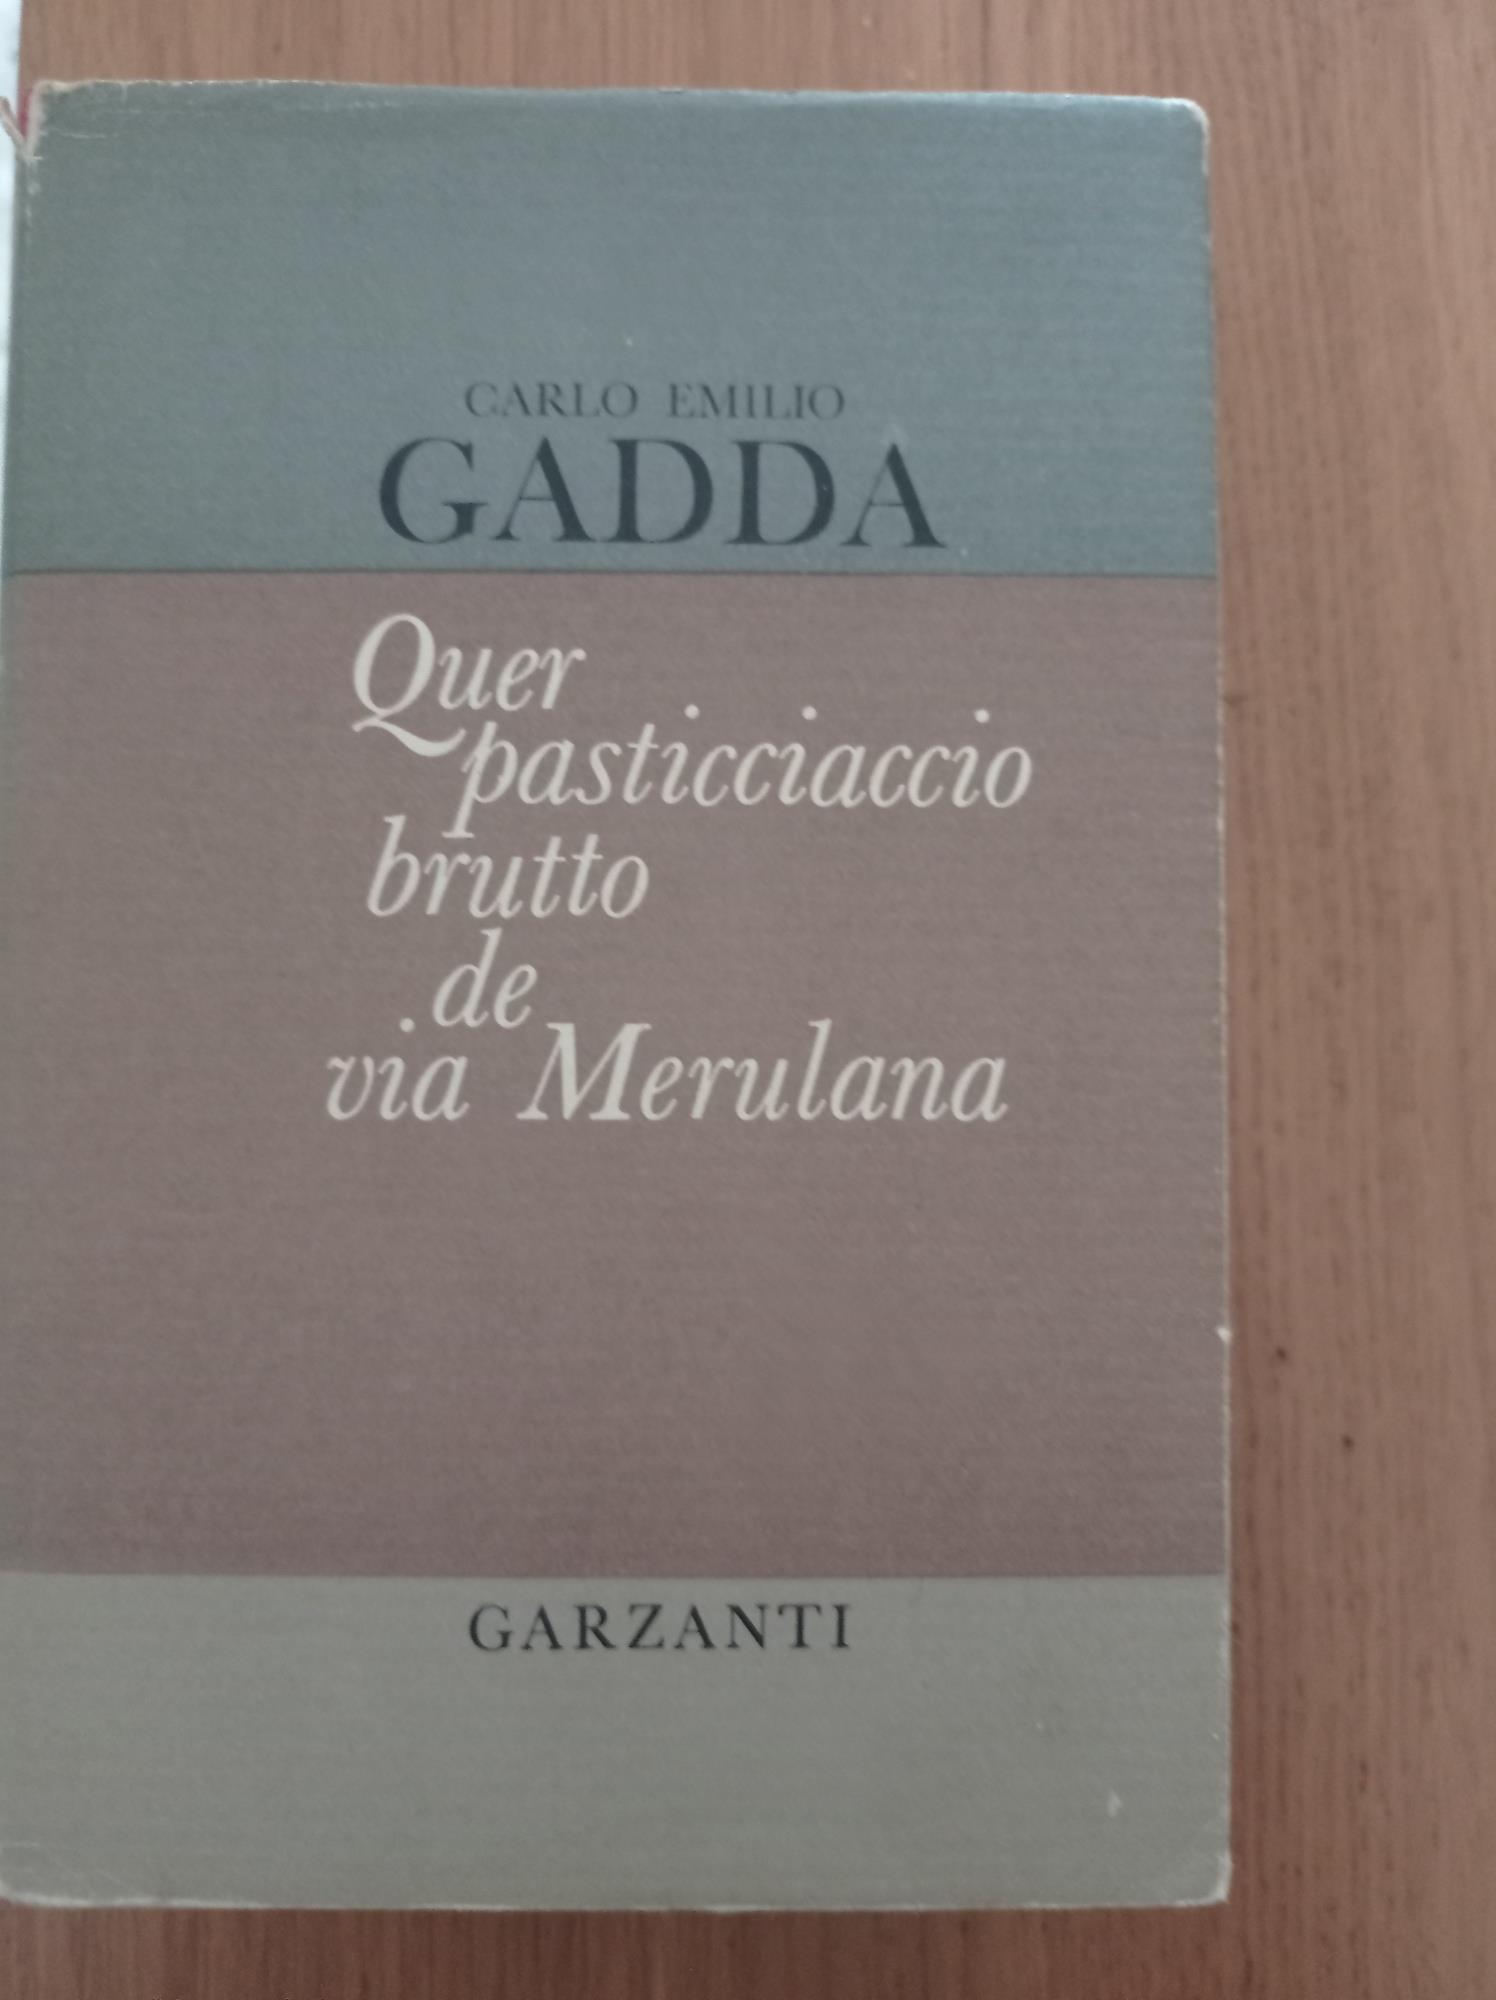 CARLO EMILIO
GADDA
Quer
pasticciaccio
brutto
de
via Merulana
GARZANTI